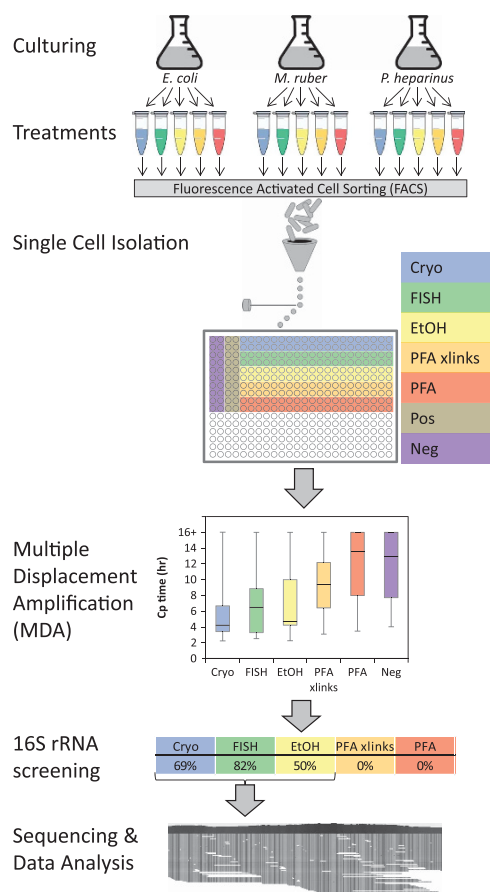 Culturing
E. coli
M. ruber
P. heparinus
Treatments
Fluorescence Activated Cell Sorting (FACS)
Single Cell Isolation
Cryo
FISH
EtOH
PFA xlinks
PFA
Pos
Neg
Multiple
Displacement
Amplification
(MDA)
Cp time (hr)
16+
14
12
10
8
6
4
2
0
Cryo FISH EtOH PFA xlinks PFA Neg
16S rRNA
screening
Cryo FISH EtOH PFA xlinks PFA
69% 82% 50% 0% 0%
Sequencing &
Data Analysis